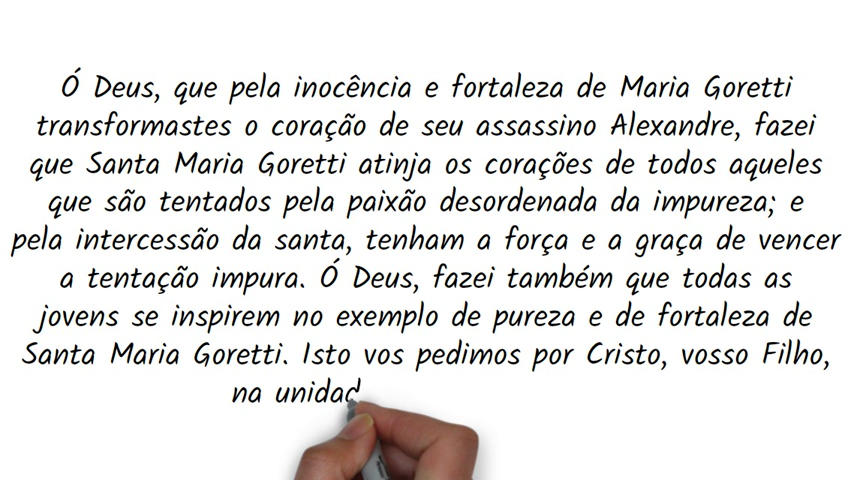 Ó Deus, que pela inocência e fortaleza de Maria Goretti
transformastes o coração de seu assassino Alexandre, fazei
que Santa Maria Goretti atinja os corações de todos aqueles
que são tentados pela paixão desordenada da impureza; e
pela intercessão da santa, tenham a força e a graça de vencer
a tentação impura. Ó Deus, fazei também que todas as
jovens se inspirem no exemplo de pureza e de fortaleza de
Santa Maria Goretti. Isto vos pedimos por Cristo, vosso Filho,
na unidad